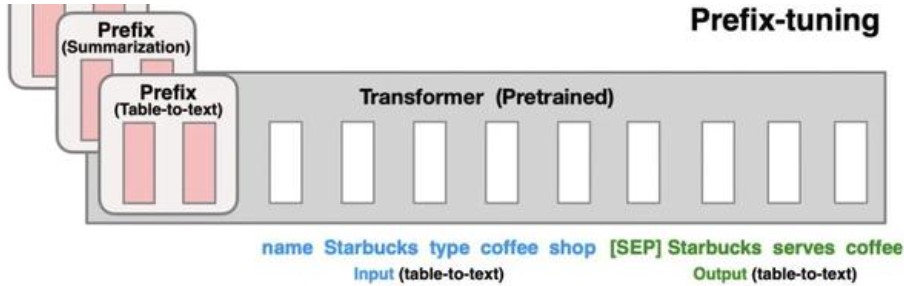 Prefix-tuning
Prefix
(Summarization)
Prefix
(Table-to-text)
Transformer (Pretrained)
name Starbucks type coffee shop [SEP] Starbucks serves coffee
Input (table-to-text) Output (table-to-text)